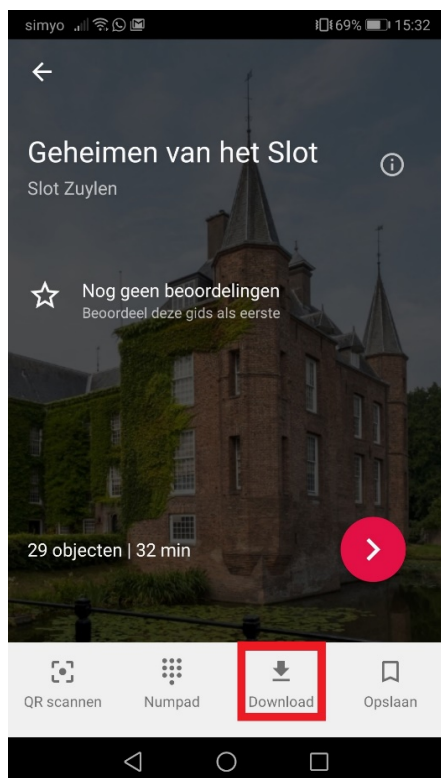 simyo 69% 15:32
Geheimen van het Slot
Slot Zuylen
Nog geen beoordelingen
Beoordeel deze gids als eerste
29 objecten | 32 min
QR scannen Numpad Download Opslaan